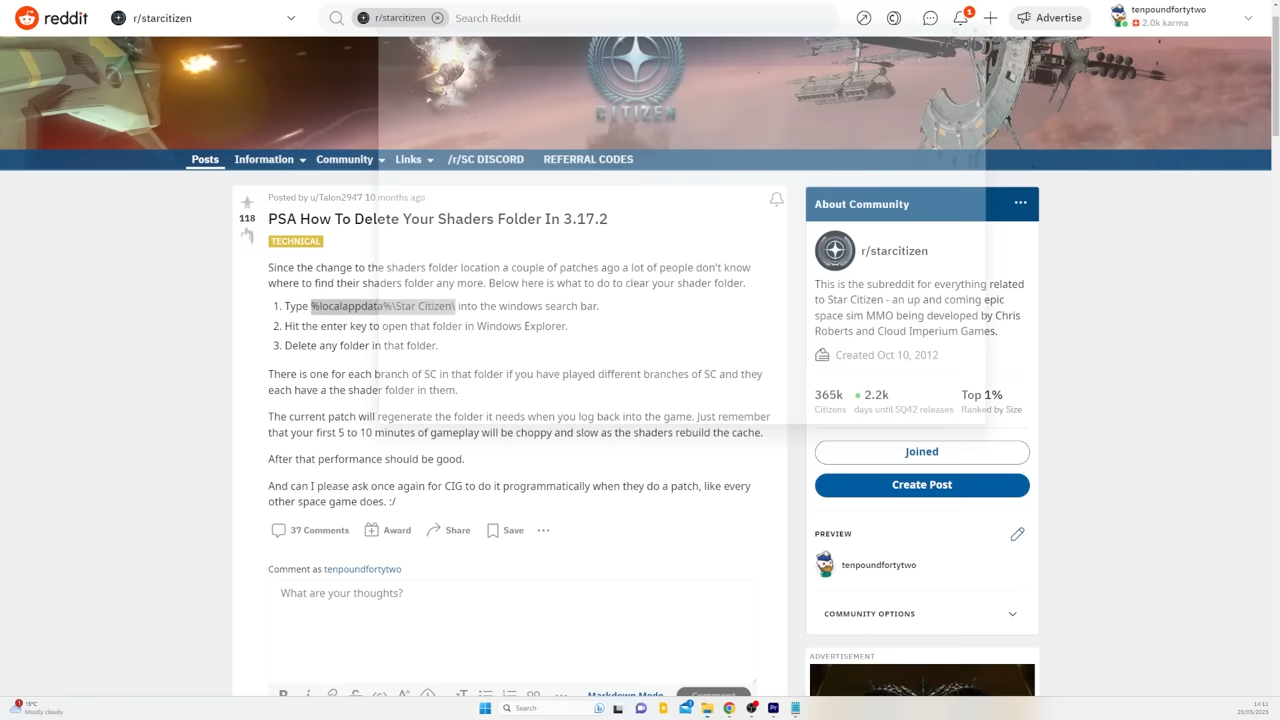 reddit
r/starcitizen
r/starcitizen
Search Reddit
1
Advertise
tenpoundfortytwo
2.0k karma
CITIZEN
Posts
Information
Community
Links
/r/SC DISCORD
REFERRAL CODES
118
Posted by u/Talon2947 10 months ago
PSA How To Delete Your Shaders Folder In 3.17.2
TECHNICAL
Since the change to the shaders folder location a couple of patches ago a lot of people don't know
where to find their shaders folder any more. Below here is what to do to clear your shader folder.
1. Type %localappdata%\Star Citizen\ into the windows search bar.
2. Hit the enter key to open that folder in Windows Explorer.
3. Delete any folder in that folder.
There is one for each branch of SC in that folder if you have played different branches of SC and they
each have a the shader folder in them.
The current patch will regenerate the folder it needs when you log back into the game. Just remember
that your first 5 to 10 minutes of gameplay will be choppy and slow as the shaders rebuild the cache.
After that performance should be good.
And can I please ask once again for CIG to do it programmatically when they do a patch, like every
other space game does. :/
37 Comments
Award
Share
Save
Comment as tenpoundfortytwo
What are your thoughts?
Markdown Mode
Comment
About Community
r/starcitizen
This is the subreddit for everything related
to Star Citizen - an up and coming epic
space sim MMO being developed by Chris
Roberts and Cloud Imperium Games.
Created Oct 10, 2012
365k
2.2k
Top 1%
Citizens
days until SQ42 releases
Ranked by Size
Joined
Create Post
PREVIEW
tenpoundfortytwo
COMMUNITY OPTIONS
ADVERTISEMENT
1
15°C
Mostly cloudy
Search
14:11
23/05/2023